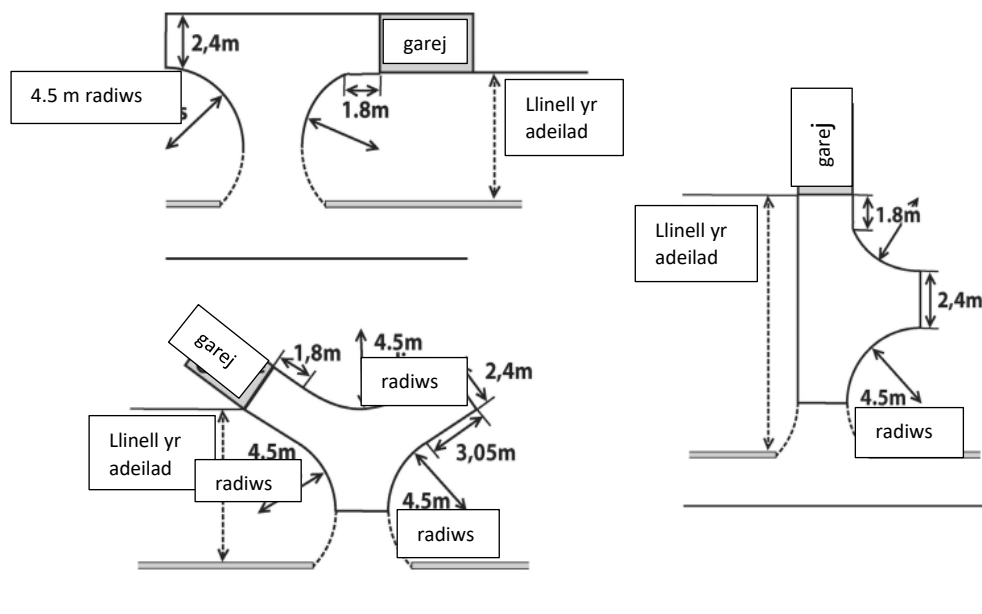 2,4m
garej
4.5 m radiws
s
1.8m
Llinell yr
adeilad
garej
1.8m
Llinell yr
adeilad
2,4m
4.5m
radiws
garej
1,8m
4.5m
radiws
2,4m
Llinell yr
adeilad
4.5m
radiws
3,05m
4.5m
radiws